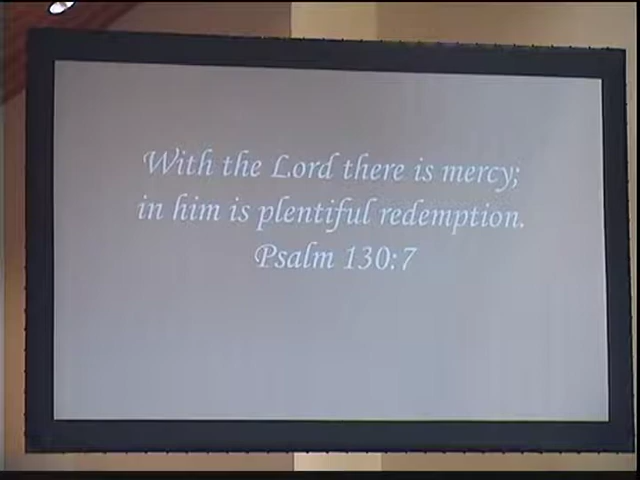 With the Lord there is mercy;
in him is plentiful redemption.
Psalm 130:7